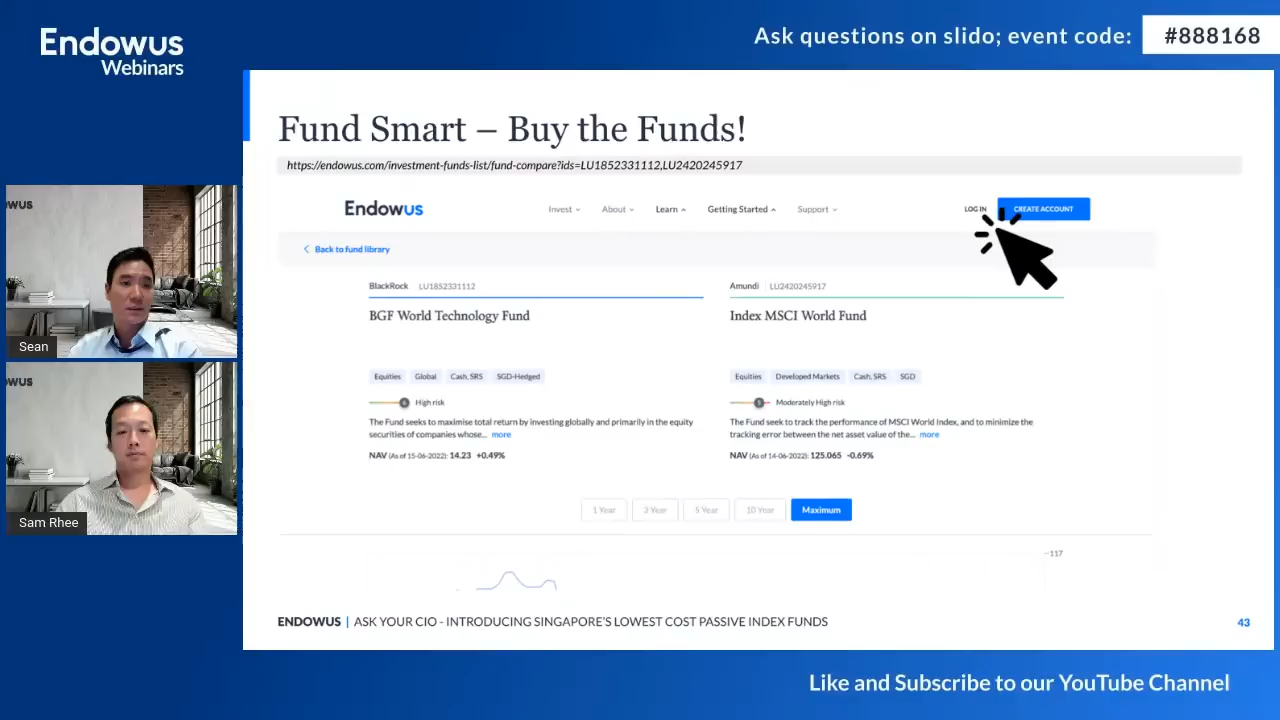 Endowus
Webinars
Ask questions on slido; event code: #888168
Fund Smart – Buy the Funds!
https://endowus.com/investment-funds-list/fund-compare?ids=LU1852331112,LU2420245917
Endowus
Invest
About
Learn
Getting Started
Support
LOG IN
CREATE ACCOUNT
Back to fund library
BlackRock LU1852331112
BGF World Technology Fund
Equities Global Cash, SRS SGD-Hedged
6 High risk
The Fund seeks to maximise total return by investing globally and primarily in the equity
securities of companies whose... more
NAV (As of 15-06-2022): 14.23 +0.49%
Amundi LU2420245917
Index MSCI World Fund
Equities Developed Markets Cash, SRS SGD
5 Moderately High risk
The Fund seek to track the performance of MSCI World Index, and to minimize the
tracking error between the net asset value of the... more
NAV (As of 14-06-2022): 125.065 -0.69%
1 Year 3 Year 5 Year 10 Year Maximum
117
OWUS
Sean
OWUS
Sam Rhee
ENDOWUS | ASK YOUR CIO - INTRODUCING SINGAPORE'S LOWEST COST PASSIVE INDEX FUNDS
43
Like and Subscribe to our YouTube Channel